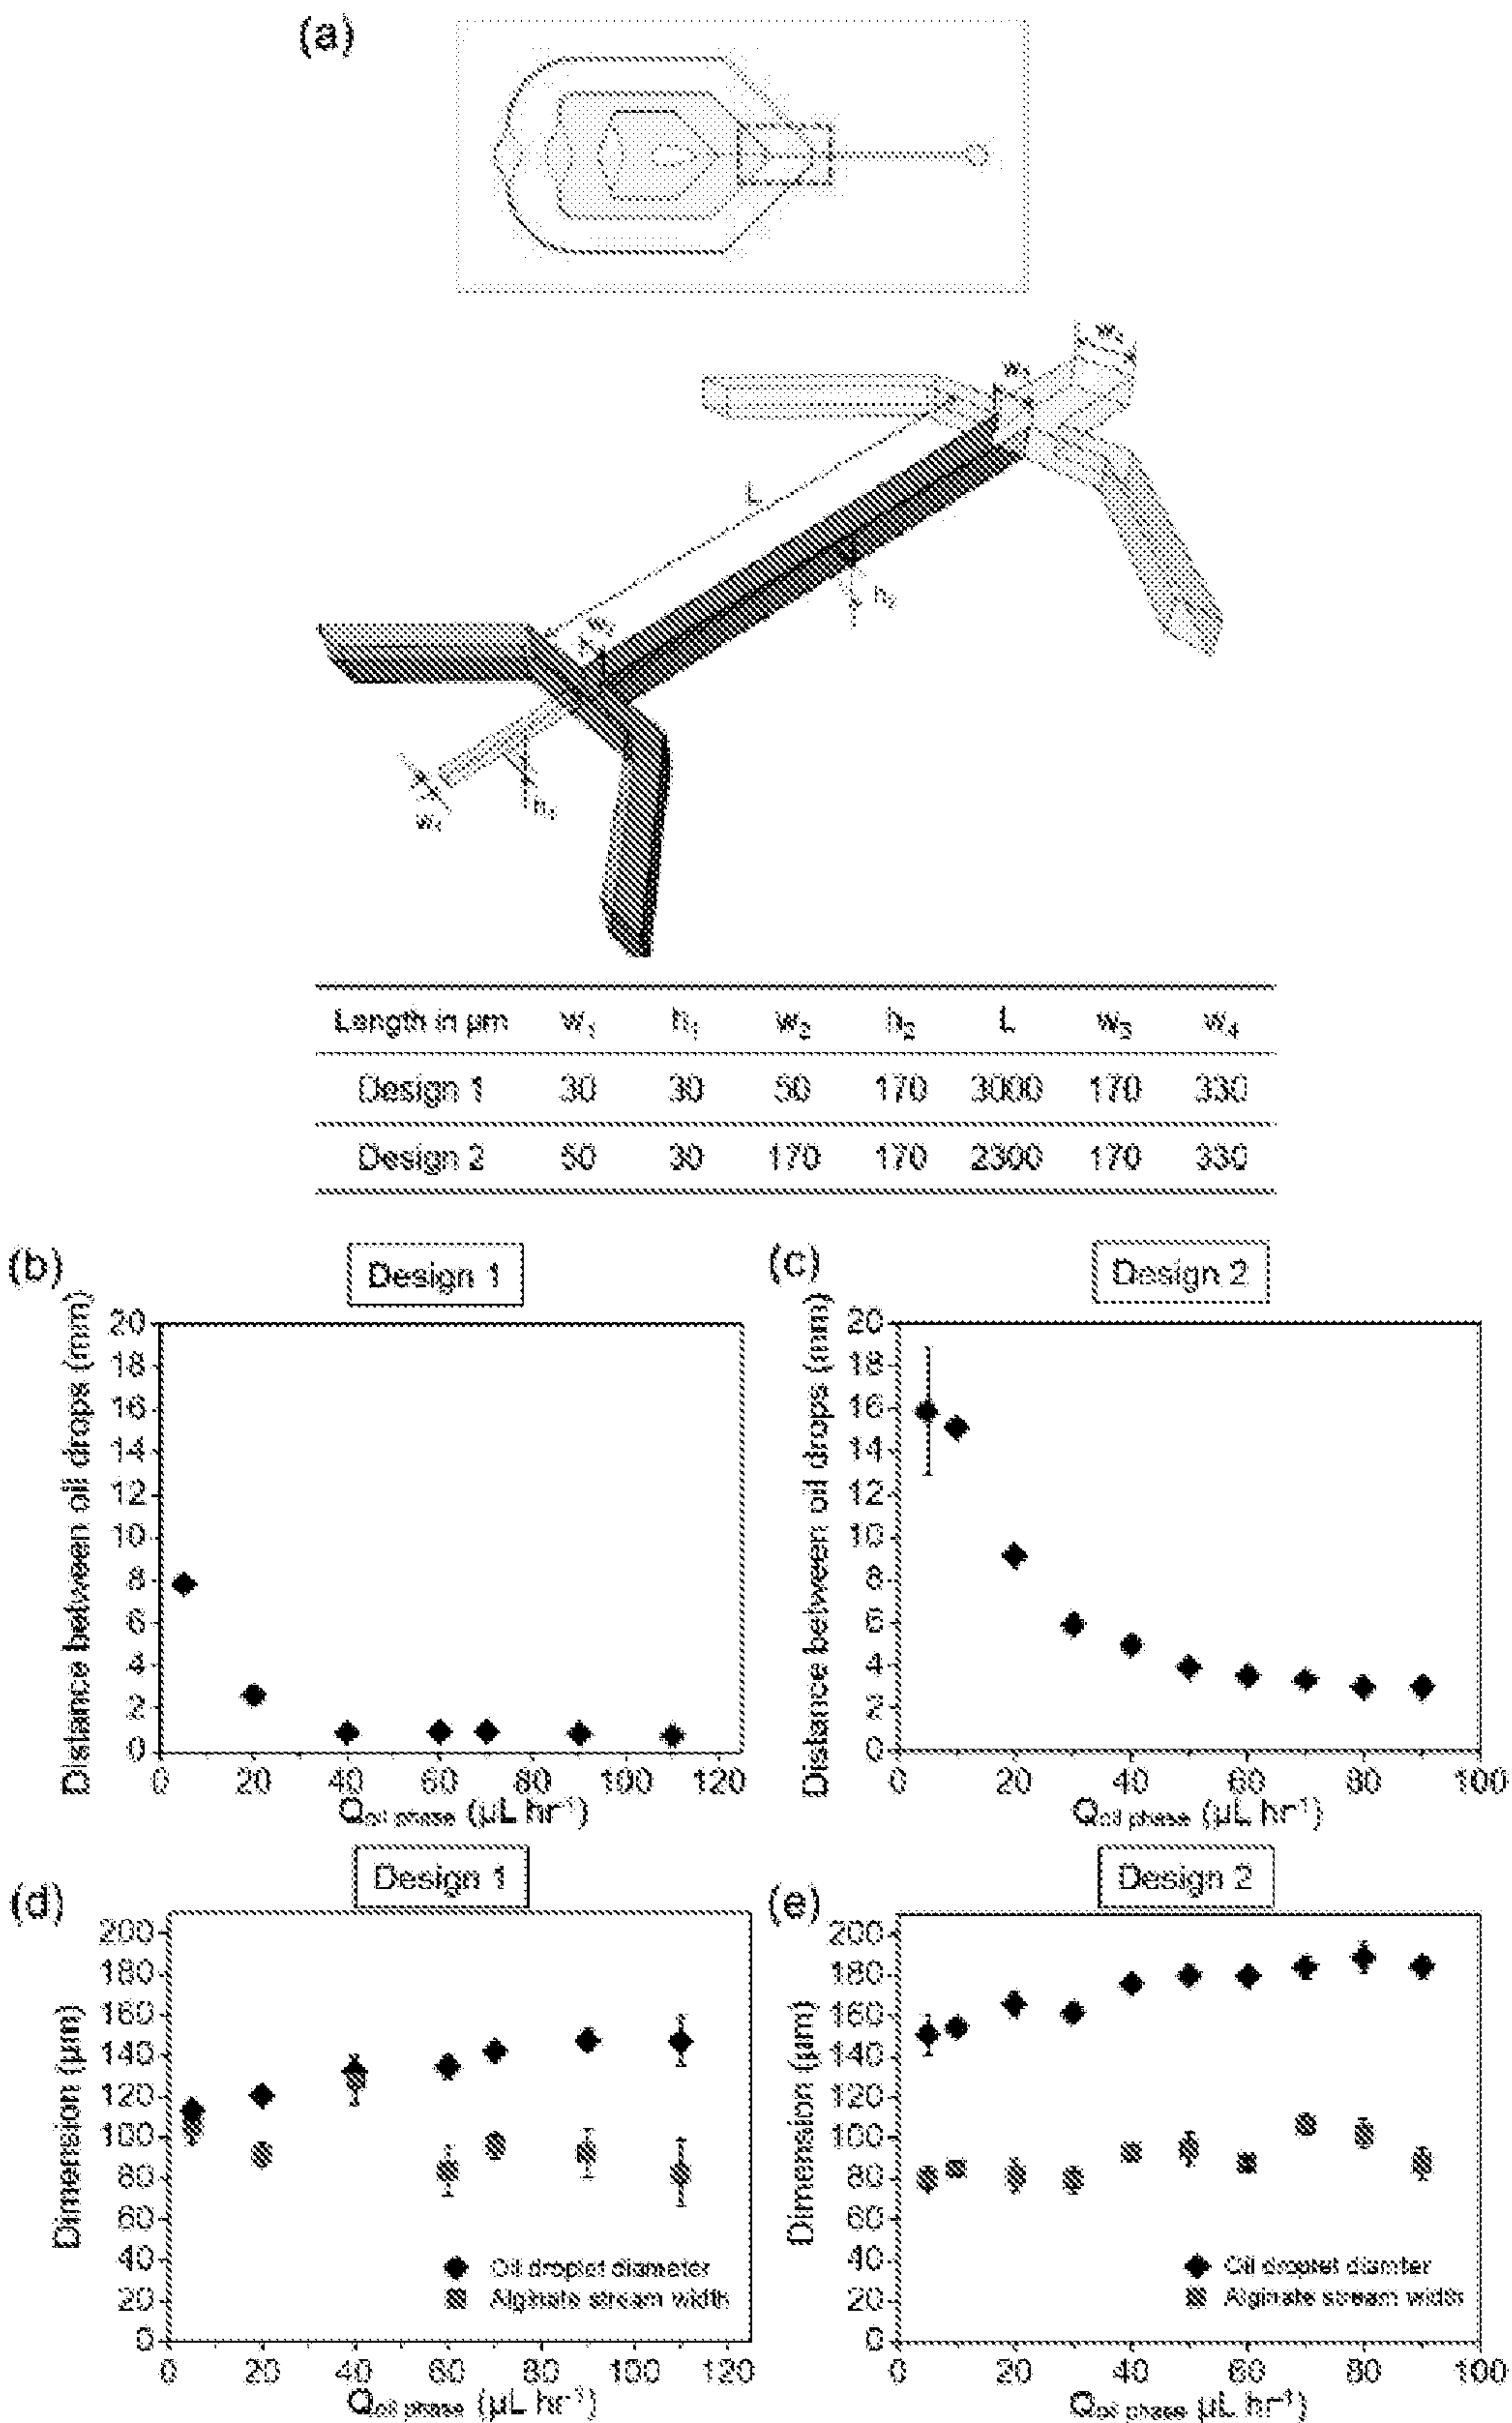 (a)
L
h₂
h₁
Length in µm w₁ h₁ w₂ h₂ L w₃ w₄
Design 1 30 30 50 170 3000 170 330
Design 2 50 30 170 170 2300 170 330
(b) Design 1
Distance between oil drops (mm)
20
18
16
14
12
10
8
6
4
2
0
0 20 40 60 80 100 120
Qoil phase (µL hr⁻¹)
(c) Design 2
Distance between oil drops (mm)
20
18
16
14
12
10
8
6
4
2
0
0 20 40 60 80 100
Qoil phase (µL hr⁻¹)
(d) Design 1
Dimension (µm)
200
180
160
140
120
100
80
60
40
20
0
Oil droplet diameter
Alginate stream width
0 20 40 60 80 100 120
Qoil phase (µL hr⁻¹)
(e) Design 2
Dimension (µm)
200
180
160
140
120
100
80
60
40
20
0
Oil droplet diamter
Alginate stream width
0 20 40 60 80 100
Qoil phase µL hr⁻¹)